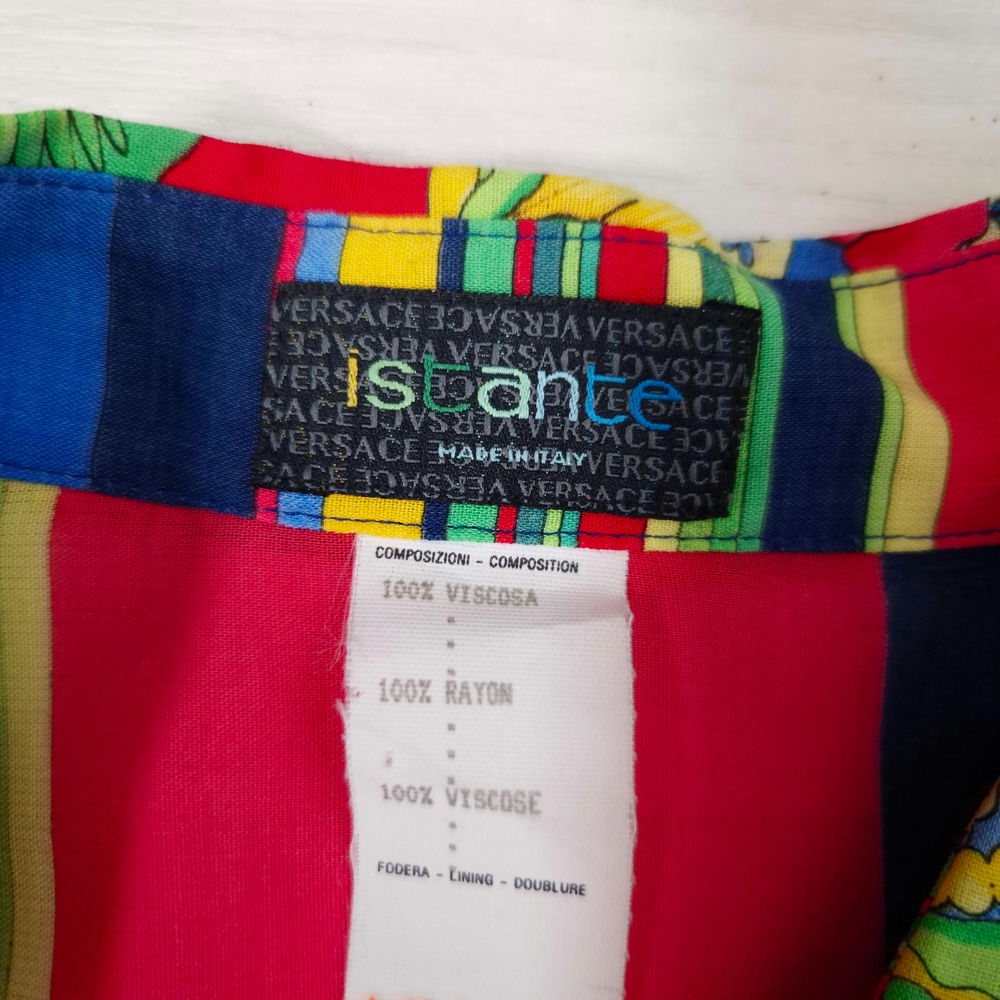 VERSACE VERSACE VERSACE
VERSACE VERSACE VERSACE
istante
MADE IN ITALY
VERSACE VERSACE VERSACE
COMPOSIZIONI - COMPOSITION
100% VISCOSA
100% RAYON
100% VISCOSE
FODERA - LINING - DOUBLURE